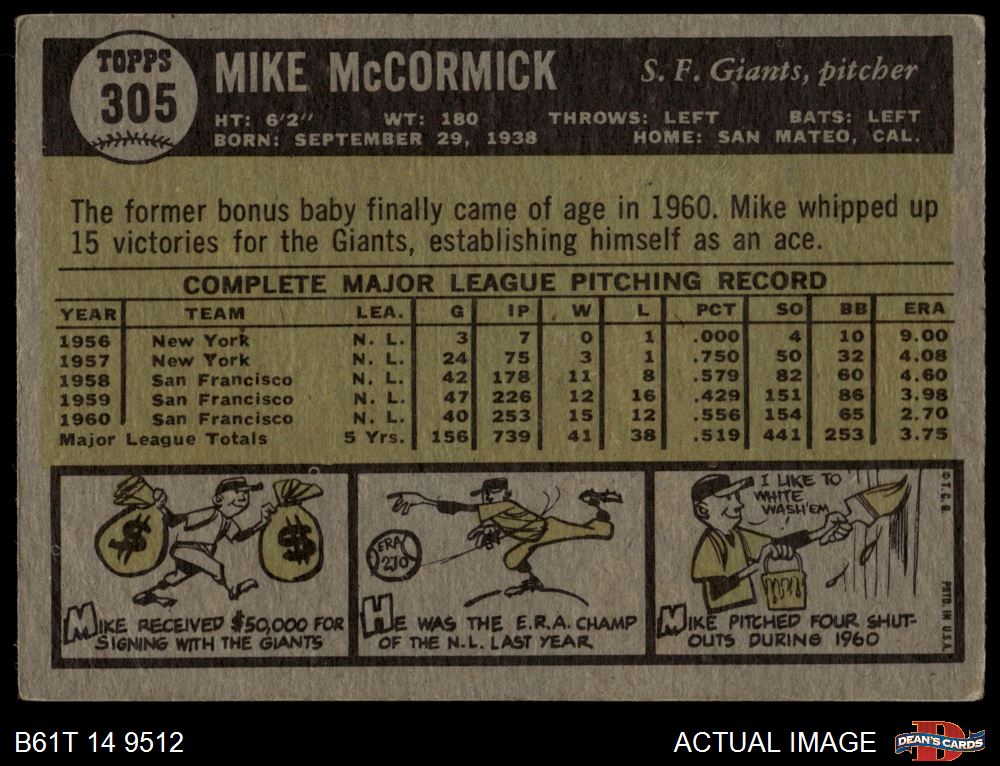 TOPPS
305
MIKE McCORMICK
S. F. Giants, pitcher
HT: 6'2" WT: 180 THROWS: LEFT BATS: LEFT
BORN: SEPTEMBER 29, 1938 HOME: SAN MATEO, CAL.
The former bonus baby finally came of age in 1960. Mike whipped up
15 victories for the Giants, establishing himself as an ace.
COMPLETE MAJOR LEAGUE PITCHING RECORD
YEAR TEAM LEA. G IP W L PCT SO BB ERA
1956 New York N. L. 3 7 0 1 .000 4 10 9.00
1957 New York N. L. 24 75 3 1 .750 50 32 4.08
1958 San Francisco N. L. 42 178 11 8 .579 82 60 4.60
1959 San Francisco N. L. 47 226 12 16 .429 151 86 3.98
1960 San Francisco N. L. 40 253 15 12 .556 154 65 2.70
Major League Totals 5 Yrs. 156 739 41 38 .519 441 253 3.75
$ $
MIKE RECEIVED $50,000 FOR
SIGNING WITH THE GIANTS
ERA
2.70
HE WAS THE E.R.A. CHAMP
OF THE N.L. LAST YEAR
I LIKE TO
WHITE
WASH'EM
!
MIKE PITCHED FOUR SHUT-
OUTS DURING 1960
© T.C.G. PRTD. IN U.S.A.
B61T 14 9512
ACTUAL IMAGE
D
DEAN'S CARDS